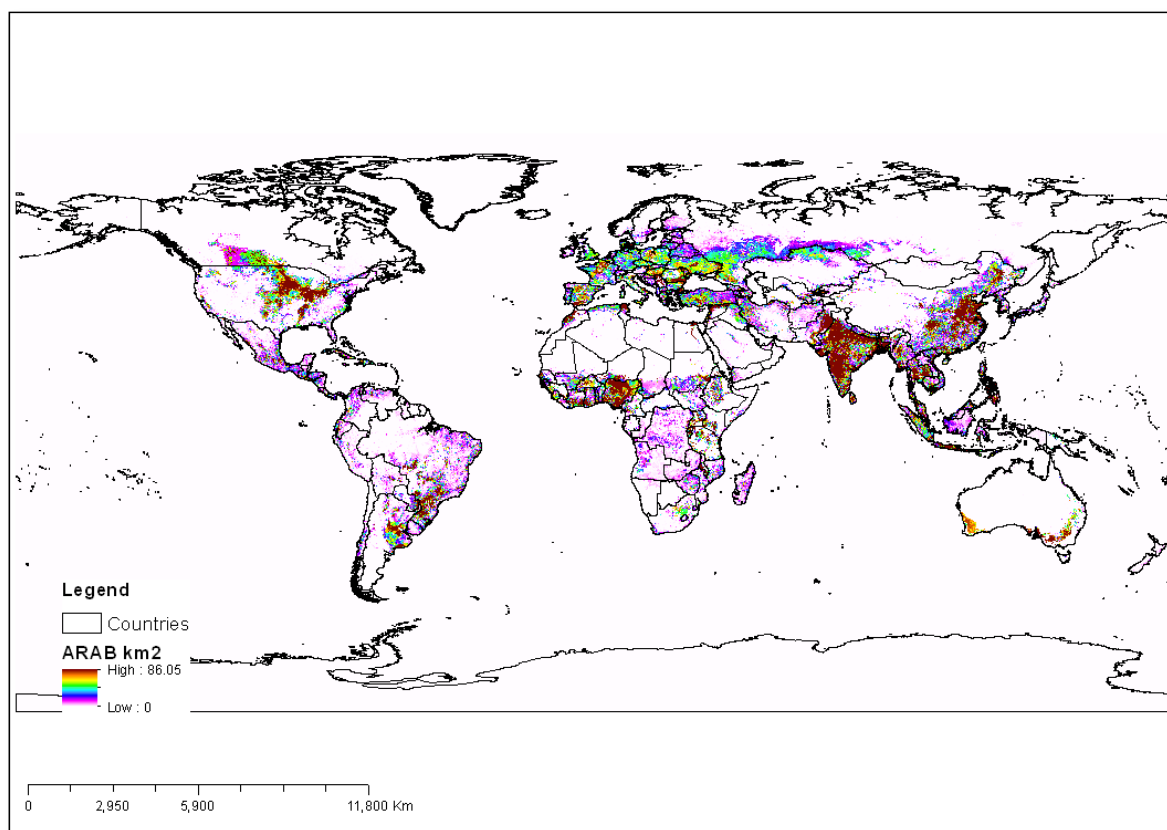 Legend
Countries
ARAB km2
High : 86.05
Low : 0
0 2,950 5,900 11,800 Km